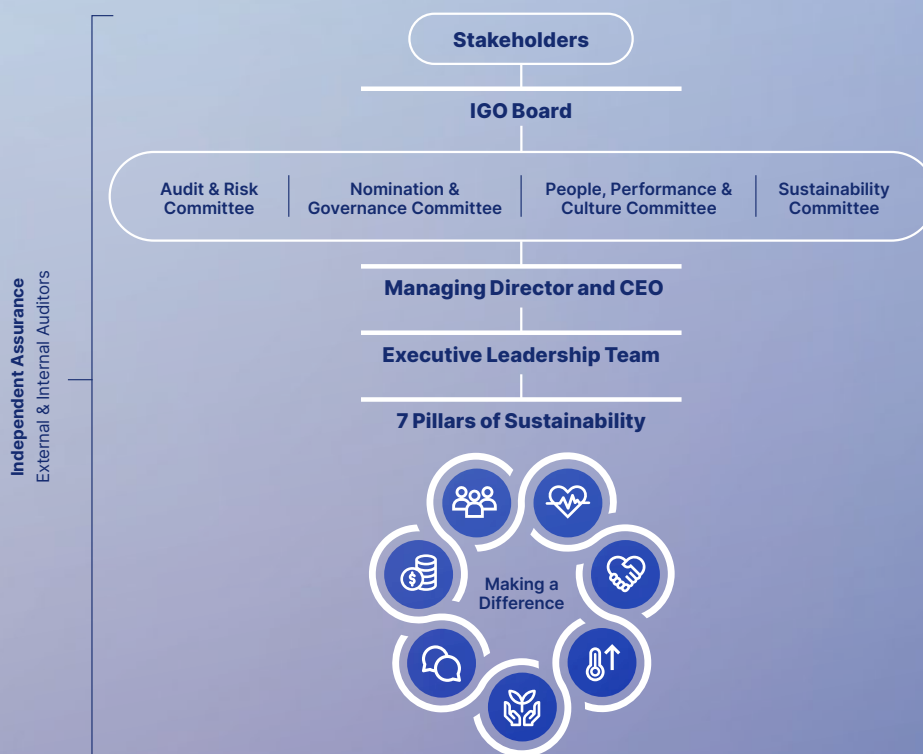 Stakeholders
IGO Board
Audit & Risk
Committee
Nomination &
Governance Committee
People, Performance &
Culture Committee
Sustainability
Committee
Managing Director and CEO
Executive Leadership Team
7 Pillars of Sustainability
Making a
Difference
$
Independent Assurance
External & Internal Auditors